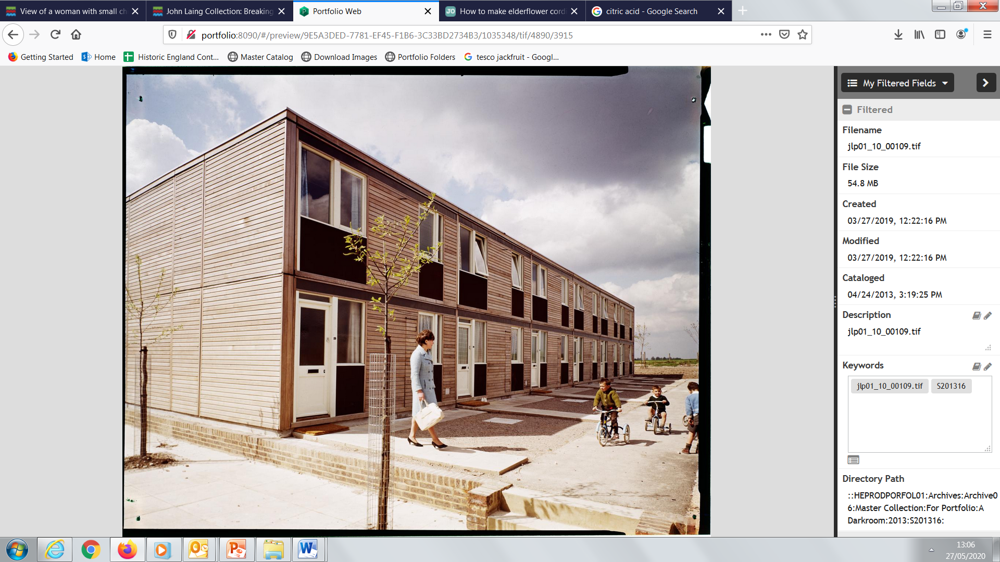 View of a woman with small ch
John Laing Collection: Breaking
Portfolio Web
How to make elderflower cord
citric acid - Google Search
portfolio:8090/#/preview/9E5A3DED-7781-EF45-F1B6-3C33BD2734B3/1035348/tif/4890/3915
Getting Started
Home
Historic England Cont...
Master Catalog
Download Images
Portfolio Folders
tesco jackfruit - Googl...
My Filtered Fields
Filtered
Filename
jlp01_10_00109.tif
File Size
54.8 MB
Created
03/27/2019, 12:22:16 PM
Modified
03/27/2019, 12:22:16 PM
Cataloged
04/24/2013, 3:19:25 PM
Description
jlp01_10_00109.tif
Keywords
jlp01_10_00109.tif S201316
Directory Path
::HEPRODPORFOL01:Archives:Archive0
6:Master Collection:For Portfolio:A
Darkroom:2013:S201316:
13:06
27/05/2020